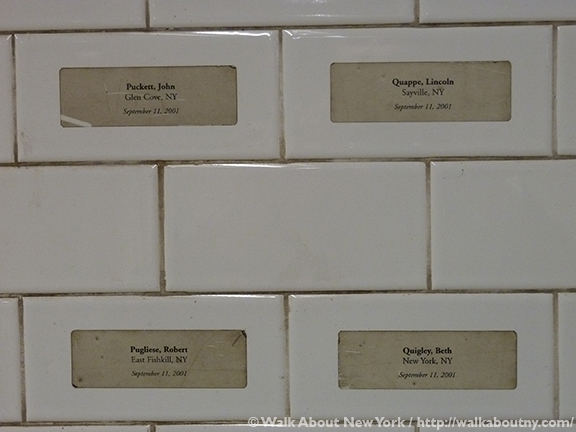 Puckett, John
Glen Cove, NY
September 11, 2001
Quappe, Lincoln
Sayville, NY
September 11, 2001
Pugliese, Robert
East Fishkill, NY
September 11, 2001
Quigley, Beth
New York, NY
September 11, 2001
© Walk About New York / http://walkaboutny.com/